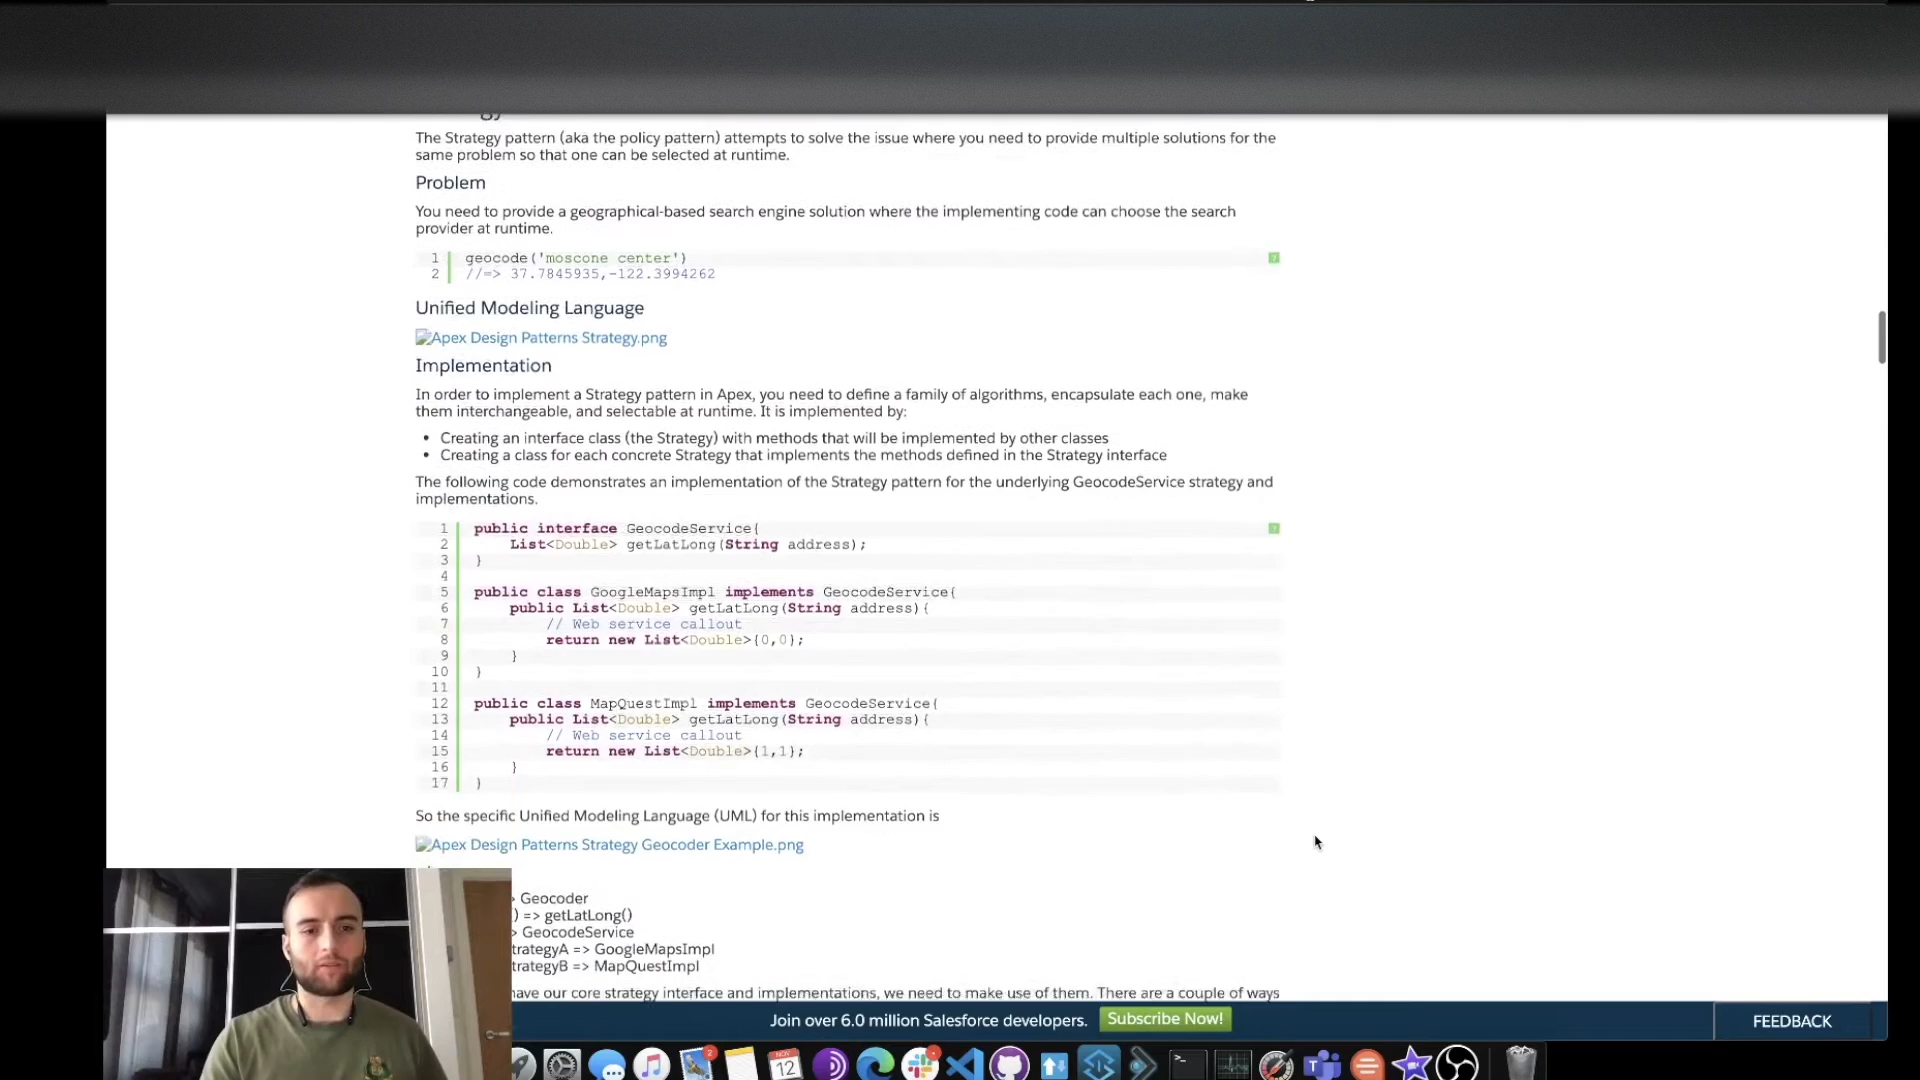 The Strategy pattern (aka the policy pattern) attempts to solve the issue where you need to provide multiple solutions for the
same problem so that one can be selected at runtime.
Problem
You need to provide a geographical-based search engine solution where the implementing code can choose the search
provider at runtime.
1 geocode('moscone center')
2 //=> 37.7845935,-122.3994262
?
Unified Modeling Language
Apex Design Patterns Strategy.png
Implementation
In order to implement a Strategy pattern in Apex, you need to define a family of algorithms, encapsulate each one, make
them interchangeable, and selectable at runtime. It is implemented by:
• Creating an interface class (the Strategy) with methods that will be implemented by other classes
• Creating a class for each concrete Strategy that implements the methods defined in the Strategy interface
The following code demonstrates an implementation of the Strategy pattern for the underlying GeocodeService strategy and
implementations.
1 public interface GeocodeService{
?
2 List<Double> getLatLong(String address);
3 }
4
5 public class GoogleMapsImpl implements GeocodeService{
6 public List<Double> getLatLong(String address){
7 // Web service callout
8 return new List<Double>{0,0};
9 }
10 }
11
12 public class MapQuestImpl implements GeocodeService{
13 public List<Double> getLatLong(String address){
14 // Web service callout
15 return new List<Double>{1,1};
16 }
17 }
So the specific Unified Modeling Language (UML) for this implementation is
Apex Design Patterns Strategy Geocoder Example.png
> Geocoder
) => getLatLong()
> GeocodeService
trategyA => GoogleMapsImpl
trategyB => MapQuestImpl
have our core strategy interface and implementations, we need to make use of them. There are a couple of ways
Join over 6.0 million Salesforce developers. Subscribe Now!
FEEDBACK
2
NOV
12